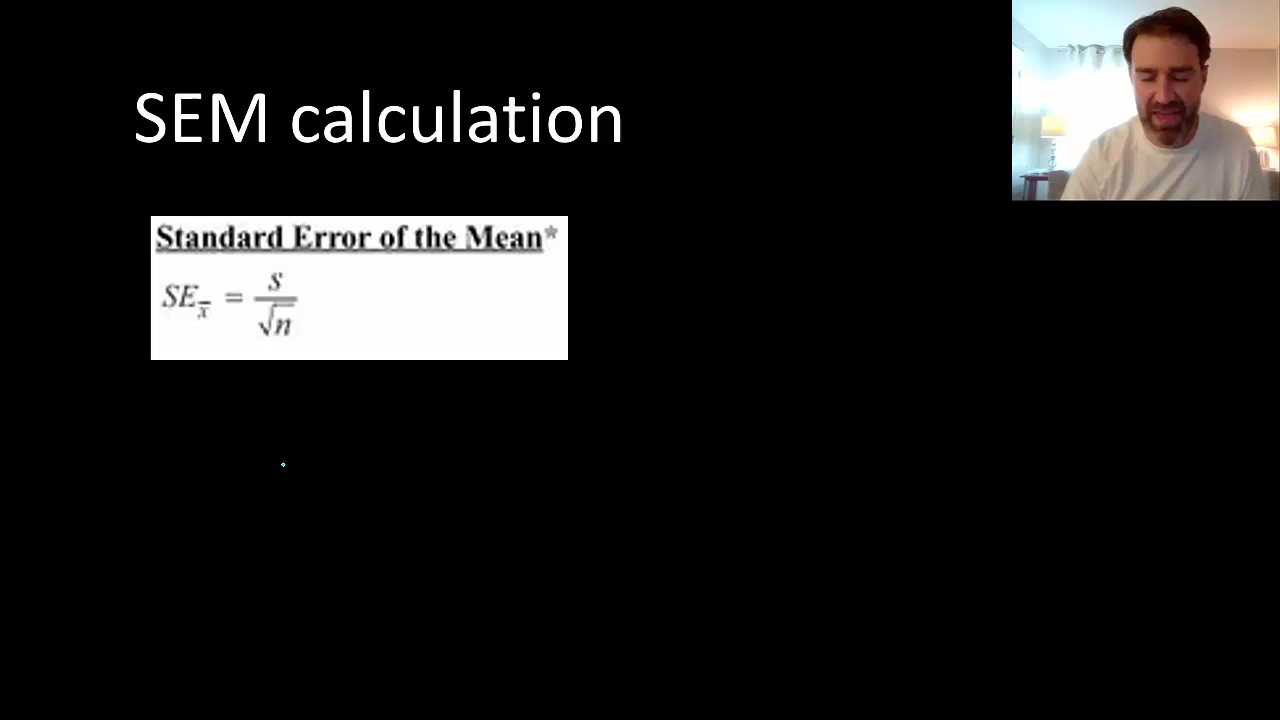 SEM calculation
Standard Error of the Mean*
SE_x̄ = s/√n